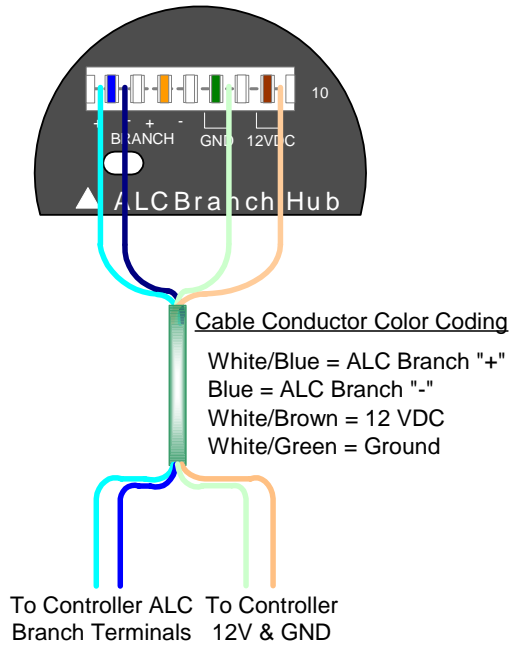 10
+ - + -
BRANCH GND 12VDC
ALC Branch Hub
Cable Conductor Color Coding
White/Blue = ALC Branch "+"
Blue = ALC Branch "-"
White/Brown = 12 VDC
White/Green = Ground
To Controller ALC
Branch Terminals
To Controller
12V & GND